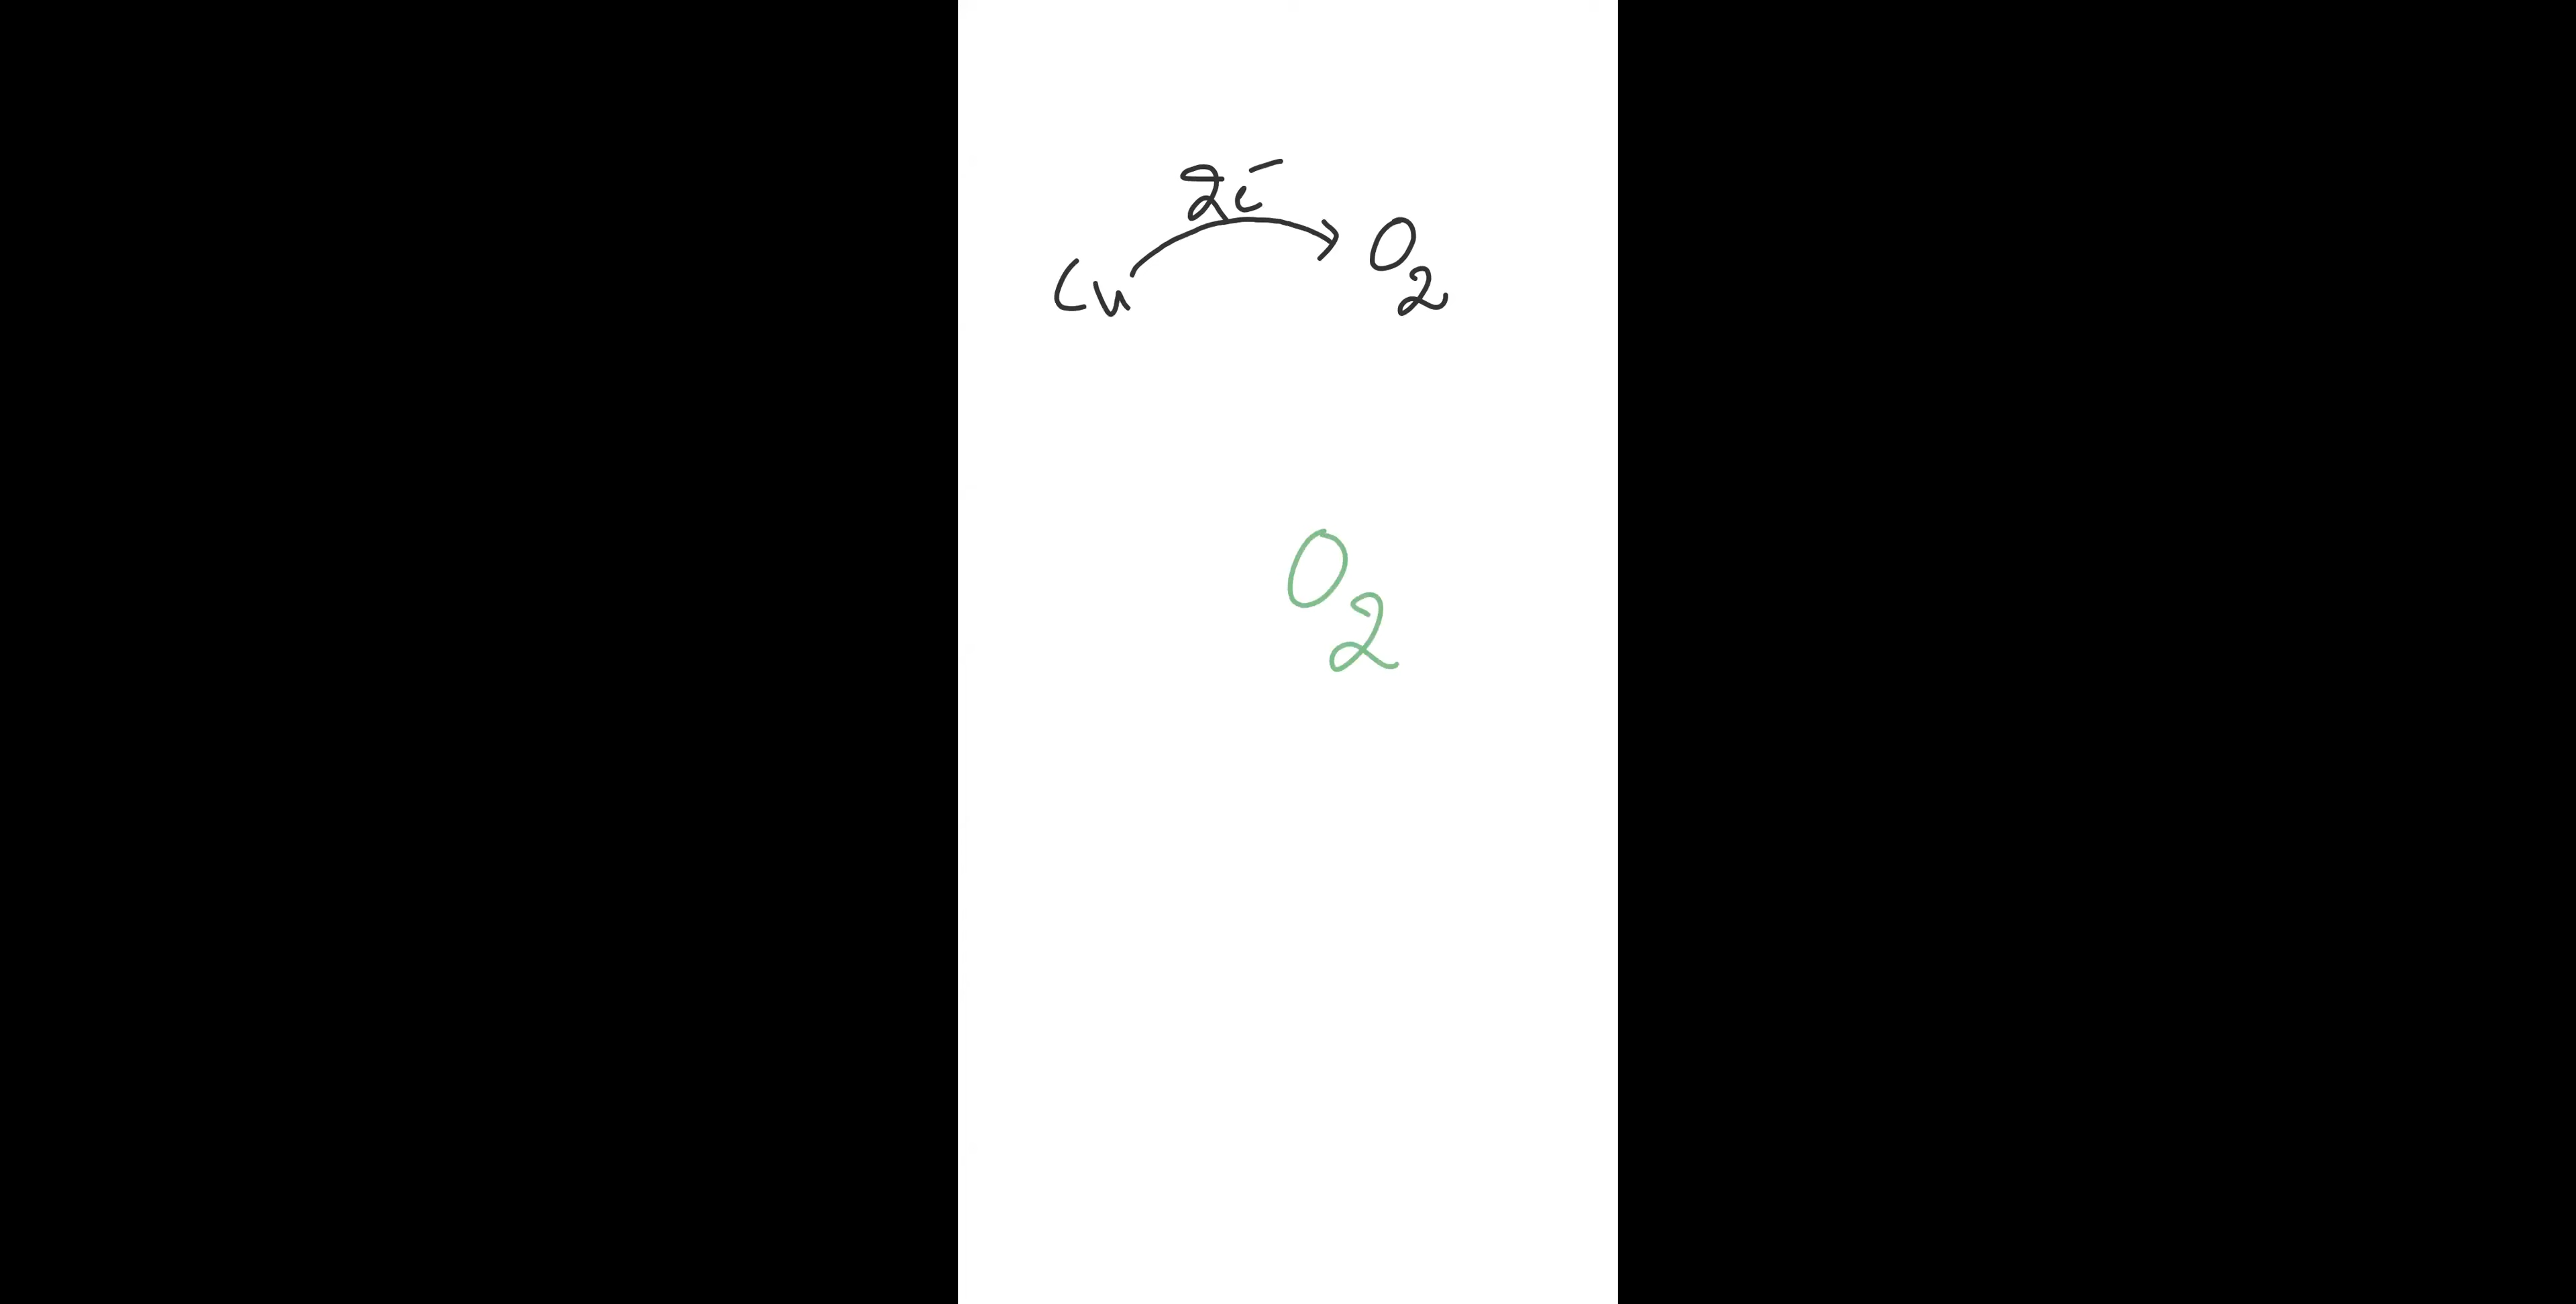 2e⁻
Cu → O₂
O₂